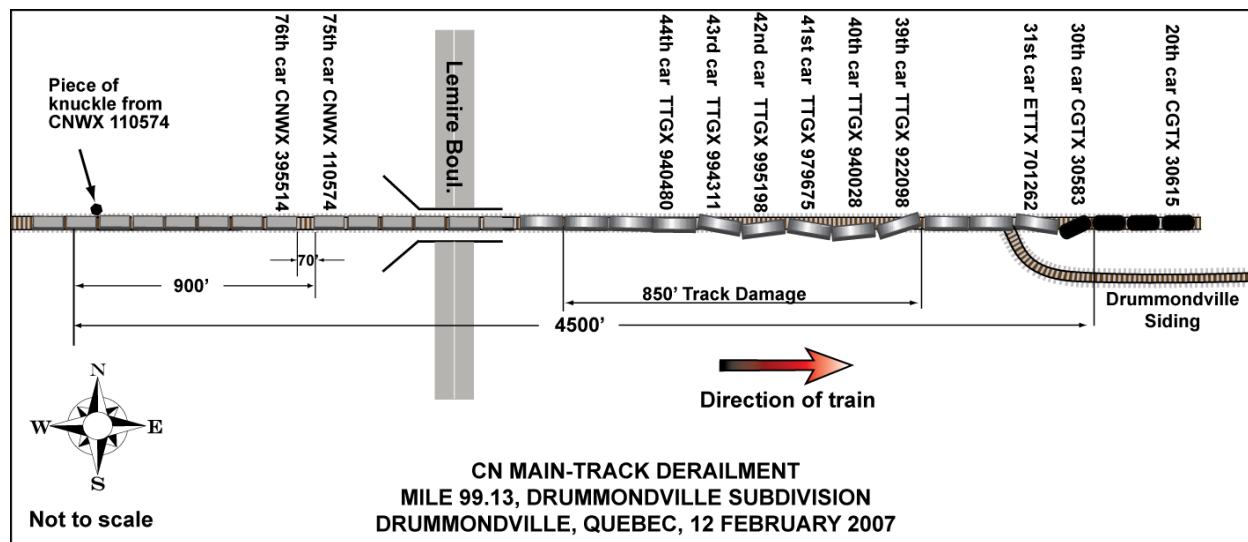 Piece of
knuckle from
CNWX 110574
76th car CNWX 395514
75th car CNWX 110574
Lemire Boul.
44th car TTGX 940480
43rd car TTGX 994311
42nd car TTGX 995198
41st car TTGX 979675
40th car TTGX 940028
39th car TTGX 922098
31st car ETTX 701262
30th car CGTX 30583
20th car CGTX 30615
70'
900'
850' Track Damage
4500'
Drummondville
Siding
Direction of train
N
W
E
S
Not to scale
CN MAIN-TRACK DERAILMENT
MILE 99.13, DRUMMONDVILLE SUBDIVISION
DRUMMONDVILLE, QUEBEC, 12 FEBRUARY 2007